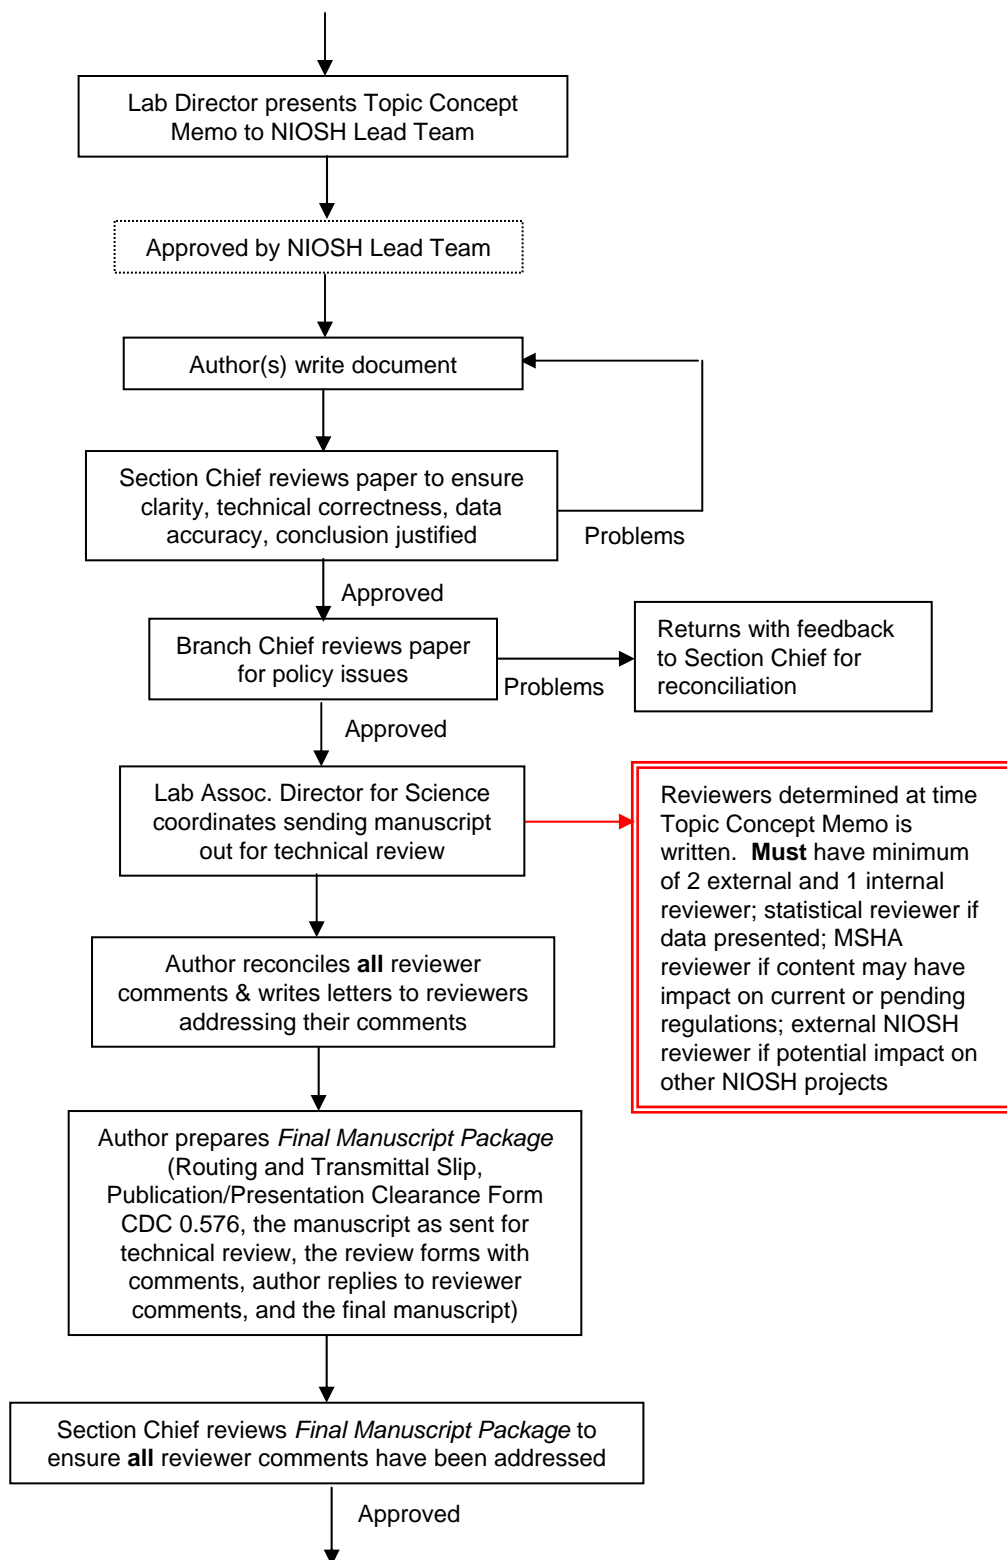 Lab Director presents Topic Concept
Memo to NIOSH Lead Team
Approved by NIOSH Lead Team
Author(s) write document
Section Chief reviews paper to ensure
clarity, technical correctness, data
accuracy, conclusion justified
Problems
Approved
Branch Chief reviews paper
for policy issues
Problems
Returns with feedback
to Section Chief for
reconciliation
Approved
Lab Assoc. Director for Science
coordinates sending manuscript
out for technical review
Reviewers determined at time
Topic Concept Memo is
written.  Must have minimum
of 2 external and 1 internal
reviewer; statistical reviewer if
data presented; MSHA
reviewer if content may have
impact on current or pending
regulations; external NIOSH
reviewer if potential impact on
other NIOSH projects
Author reconciles all reviewer
comments & writes letters to reviewers
addressing their comments
Author prepares Final Manuscript Package
(Routing and Transmittal Slip,
Publication/Presentation Clearance Form
CDC 0.576, the manuscript as sent for
technical review, the review forms with
comments, author replies to reviewer
comments, and the final manuscript)
Section Chief reviews Final Manuscript Package to
ensure all reviewer comments have been addressed
Approved